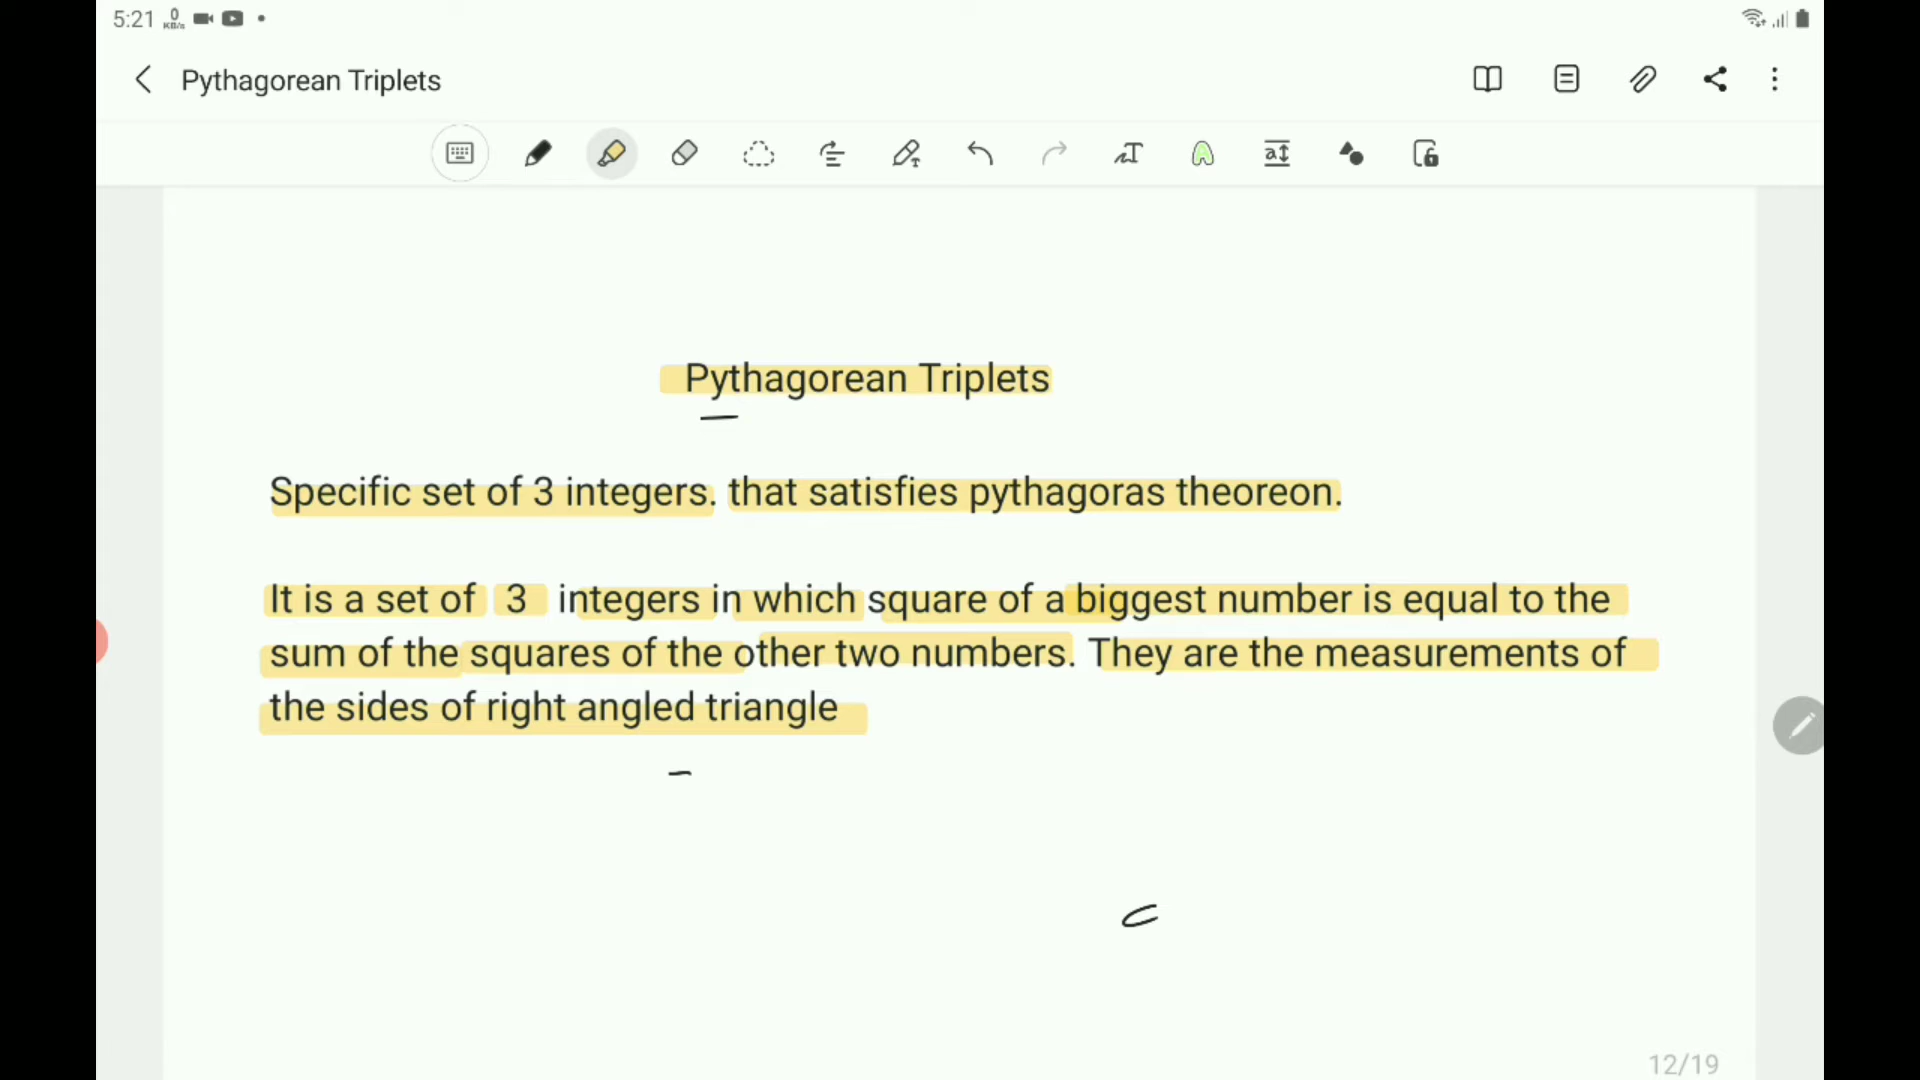 5:21 0 KB/s
Pythagorean Triplets
Pythagorean Triplets
Specific set of 3 integers. that satisfies pythagoras theoreon.
It is a set of 3 integers in which square of a biggest number is equal to the
sum of the squares of the other two numbers. They are the measurements of
the sides of right angled triangle
12/19